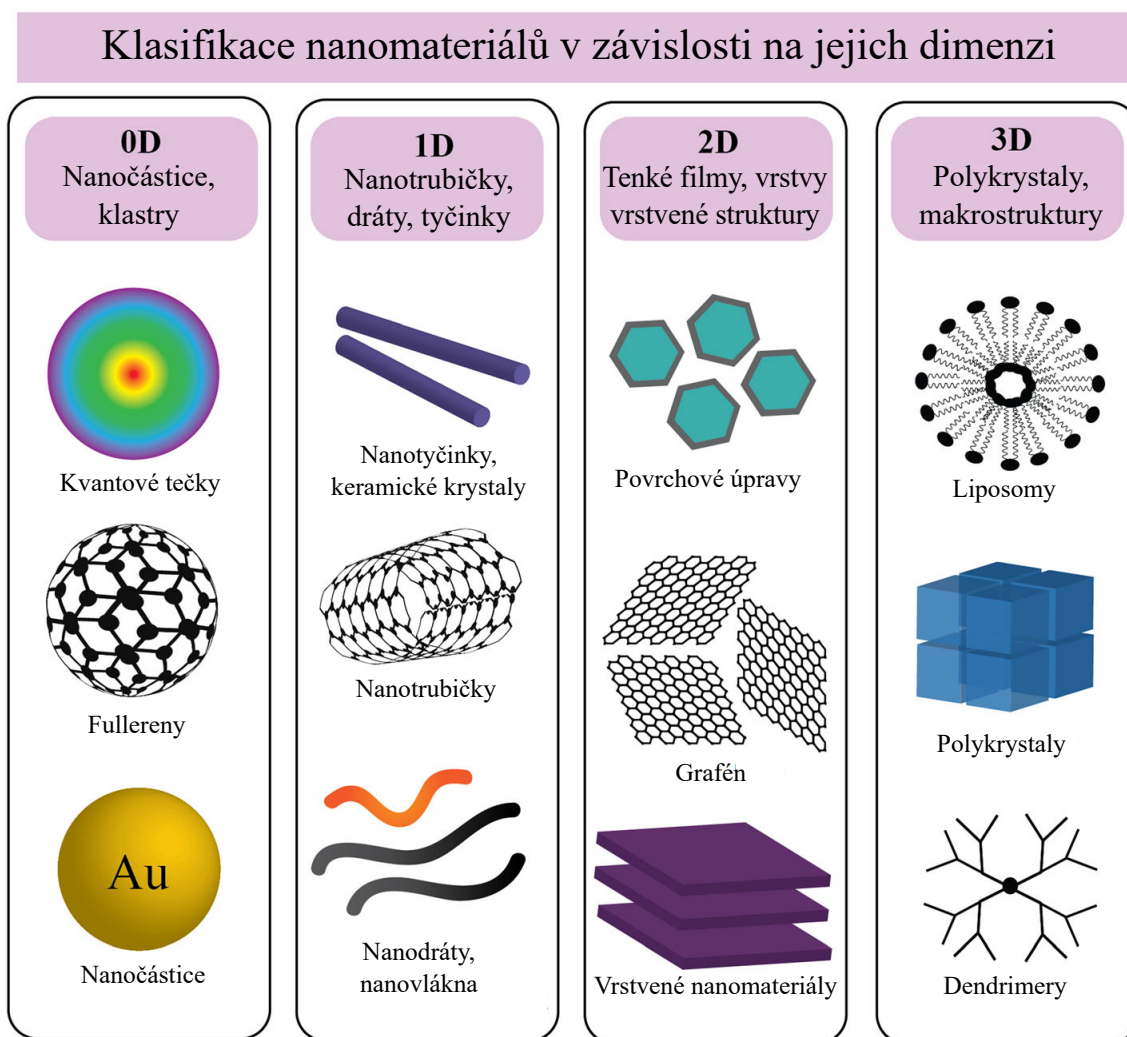 Klasifikace nanomateriálů v závislosti na jejich dimenzi
0D
Nanočástice,
klastry
Kvantové tečky
Fullereny
Au
Nanočástice
1D
Nanotrubičky,
dráty, tyčinky
Nanotyčinky,
keramické krystaly
Nanotrubičky
Nanodráty,
nanovlákna
2D
Tenké filmy, vrstvy
vrstvené struktury
Povrchové úpravy
Grafén
Vrstvené nanomateriály
3D
Polykrystaly,
makrostruktury
Liposomy
Polykrystaly
Dendrimery